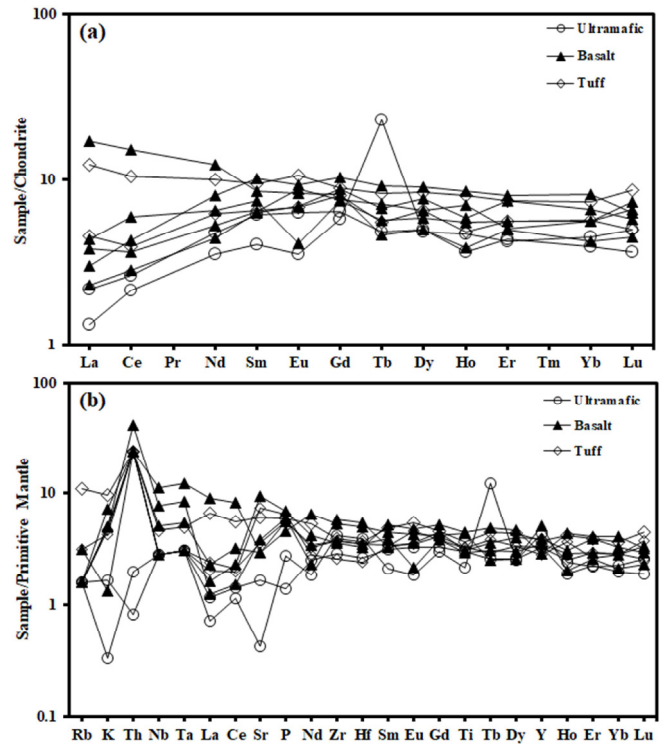 100
(a)
Ultramafic
Basalt
Tuff
Sample/Chondrite
10
1
La Ce Pr Nd Sm Eu Gd Tb Dy Ho Er Tm Yb Lu
100
(b)
Ultramafic
Basalt
Tuff
Sample/Primitive Mantle
10
1
0.1
Rb K Th Nb Ta La Ce Sr P Nd Zr Hf Sm Eu Gd Ti Tb Dy Y Ho Er Yb Lu